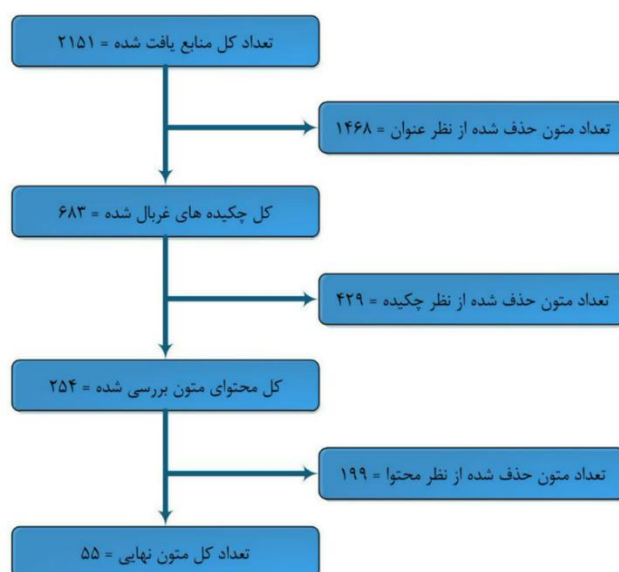 تعداد کل منابع یافت شده = ۲۱۵۱
تعداد متون حذف شده از نظر عنوان = ۱۴۶۸
کل چکیده های غربال شده = ۶۸۳
تعداد متون حذف شده از نظر چکیده = ۴۲۹
کل محتوای متون بررسی شده = ۲۵۴
تعداد متون حذف شده از نظر محتوا = ۱۹۹
تعداد کل متون نهایی = ۵۵